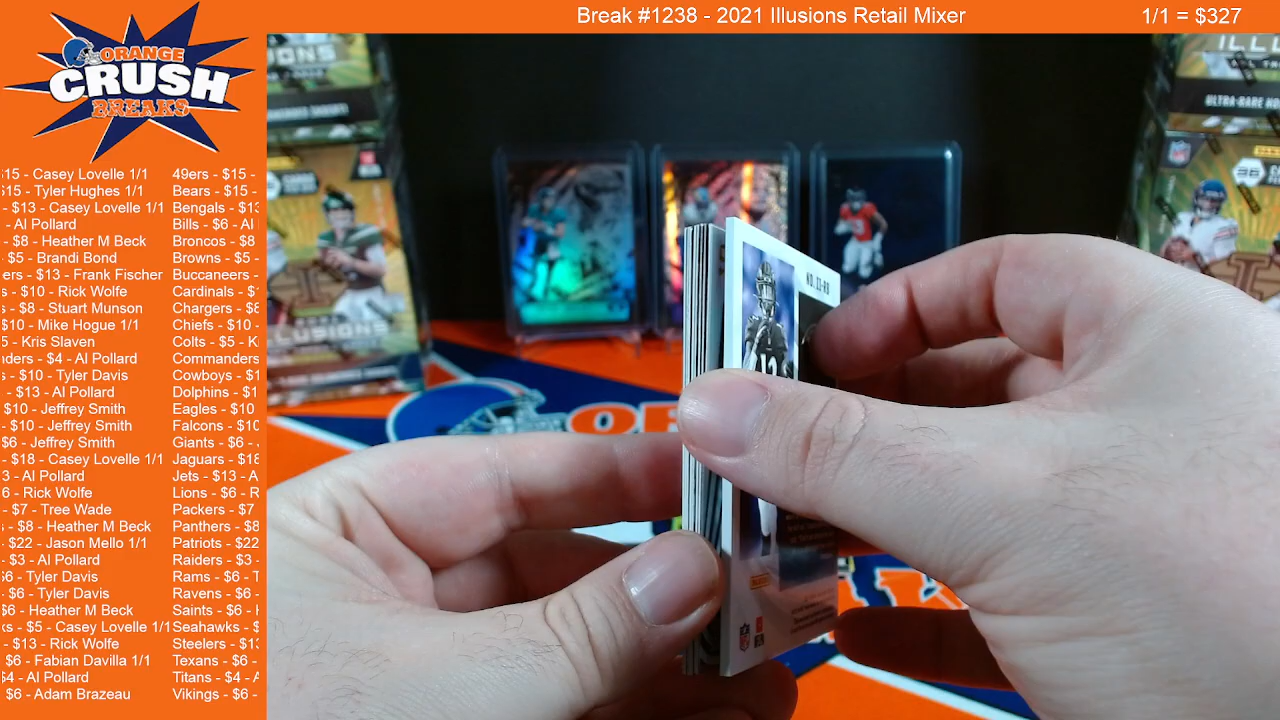 Break #1238 - 2021 Illusions Retail Mixer
1/1 = $327
ORANGE
CRUSH
BREAKS
$15 - Casey Lovelle 1/1
$15 - Tyler Hughes 1/1
- $13 - Casey Lovelle 1/1
- Al Pollard
- $8 - Heather M Beck
- $5 - Brandi Bond
ers - $13 - Frank Fischer
s - $10 - Rick Wolfe
s - $8 - Stuart Munson
$10 - Mike Hogue 1/1
5 - Kris Slaven
nders - $4 - Al Pollard
s - $10 - Tyler Davis
- $13 - Al Pollard
$10 - Jeffrey Smith
- $10 - Jeffrey Smith
$6 - Jeffrey Smith
- $18 - Casey Lovelle 1/1
3 - Al Pollard
6 - Rick Wolfe
- $7 - Tree Wade
s - $8 - Heather M Beck
- $22 - Jason Mello 1/1
- $3 - Al Pollard
$6 - Tyler Davis
- $6 - Tyler Davis
$6 - Heather M Beck
ks - $5 - Casey Lovelle 1/1
- $13 - Rick Wolfe
$6 - Fabian Davilla 1/1
$4 - Al Pollard
$6 - Adam Brazeau
49ers - $15 -
Bears - $15 -
Bengals - $13
Bills - $6 - Al
Broncos - $8
Browns - $5 -
Buccaneers -
Cardinals - $
Chargers - $8
Chiefs - $10 -
Colts - $5 - K
Commanders
Cowboys - $1
Dolphins - $1
Eagles - $10
Falcons - $10
Giants - $6 -
Jaguars - $18
Jets - $13 - A
Lions - $6 - R
Packers - $7
Panthers - $8
Patriots - $22
Raiders - $3 -
Rams - $6 - T
Ravens - $6 -
Saints - $6 - H
Seahawks - $
Steelers - $13
Texans - $6 -
Titans - $4 - A
Vikings - $6 -
NO. II-RB
12